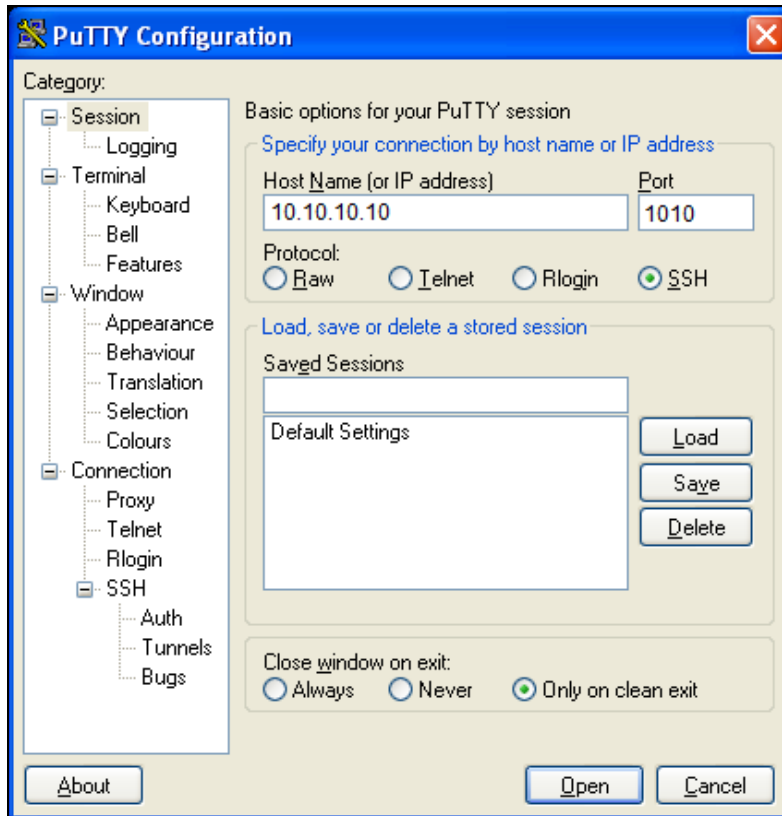 PuTTY Configuration
Category:
Session
Logging
Terminal
Keyboard
Bell
Features
Window
Appearance
Behaviour
Translation
Selection
Colours
Connection
Proxy
Telnet
Rlogin
SSH
Auth
Tunnels
Bugs
Basic options for your PuTTY session
Specify your connection by host name or IP address
Host Name (or IP address) Port
10.10.10.10 1010
Protocol:
Raw Telnet Rlogin SSH
Load, save or delete a stored session
Saved Sessions
Default Settings
Load
Save
Delete
Close window on exit:
Always Never Only on clean exit
About Open Cancel